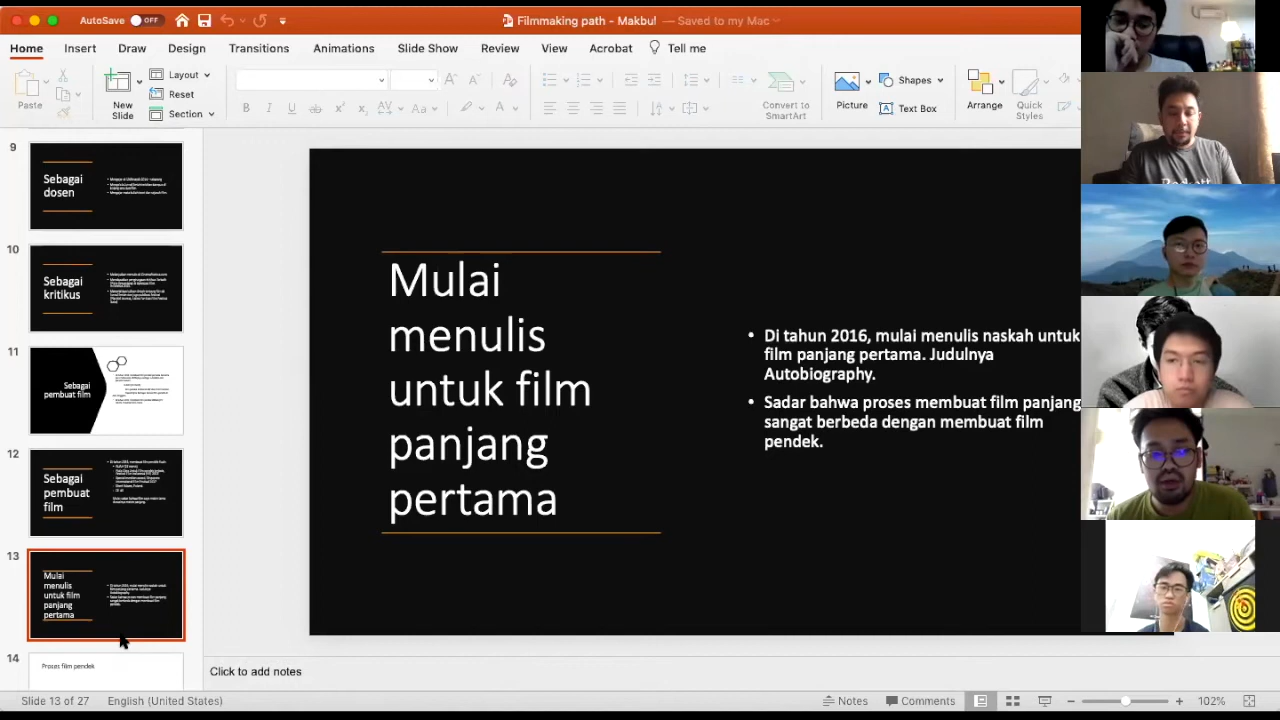 AutoSave OFF
Filmmaking path - Makbul — Saved to my Mac
Home Insert Draw Design Transitions Animations Slide Show Review View Acrobat Tell me
Paste
New Slide
Layout
Reset
Section
Convert to SmartArt
Picture
Shapes
Text Box
Arrange
Quick Styles
9
Sebagai
dosen
10
Sebagai
kritikus
11
Sebagai
pembuat film
12
Sebagai
pembuat
film
13
Mulai
menulis
untuk film
panjang
pertama
14
Proses film pendek
Mulai
menulis
untuk film
panjang
pertama
• Di tahun 2016, mulai menulis naskah untuk
film panjang pertama. Judulnya
Autobiography.
• Sadar bahwa proses membuat film panjang
sangat berbeda dengan membuat film
pendek.
Click to add notes
Slide 13 of 27 English (United States) Notes Comments 102%